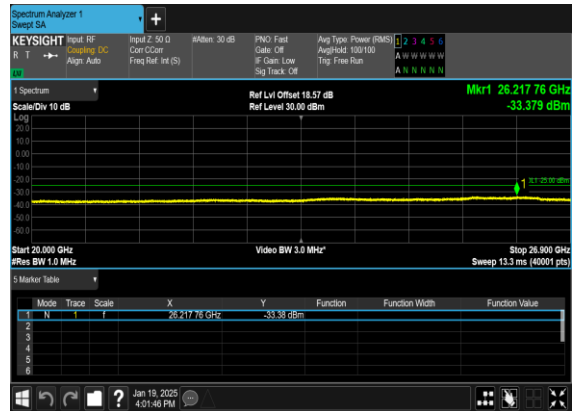 Spectrum Analyzer 1
Swept SA
+
KEYSIGHT Input: RF Input Z: 50 Ω #Atten: 30 dB PNO: Fast Avg Type: Power (RMS) 1 2 3 4 5 6
R T Coupling: DC Corr CCorr Gate: Off Avg|Hold: 100/100 A W W W W W
Align: Auto Freq Ref: Int (S) IF Gain: Low Trig: Free Run
Sig Track: Off A N N N N N
1 Spectrum Ref Lvl Offset 18.57 dB Mkr1 26.217 76 GHz
Scale/Div 10 dB Ref Level 30.00 dBm -33.379 dBm
Log
20.0
10.0
0.00
-10.0
-20.0
1 DL1 -25.00 dBm
-30.0
-40.0
-50.0
-60.0
Start 20.000 GHz Video BW 3.0 MHz* Stop 26.900 GHz
#Res BW 1.0 MHz Sweep 13.3 ms (40001 pts)
5 Marker Table
Mode Trace Scale X Y Function Function Width Function Value
1 N 1 f 26.217 76 GHz -33.38 dBm
2
3
4
5
6
? Jan 19, 2025
4:01:46 PM